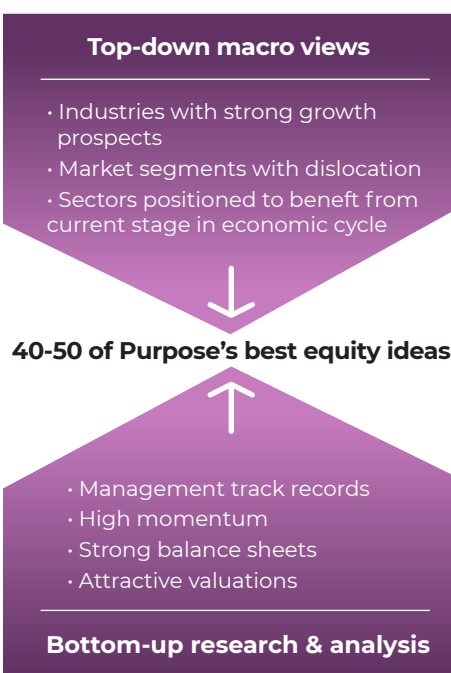 Top-down macro views
· Industries with strong growth
prospects
· Market segments with dislocation
· Sectors positioned to beneft from
current stage in economic cycle
40-50 of Purpose's best equity ideas
· Management track records
· High momentum
· Strong balance sheets
· Attractive valuations
Bottom-up research & analysis